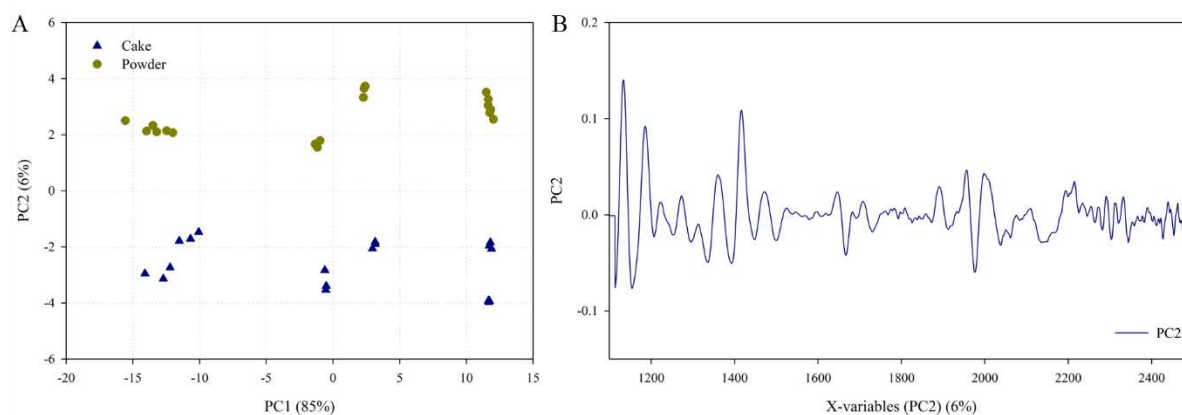 A
6
4
2
0
-2
-4
-6
PC2 (6%)
Cake
Powder
-20 -15 -10 -5 0 5 10 15
PC1 (85%)
B
0.2
0.1
0.0
-0.1
PC2
PC2
1200 1400 1600 1800 2000 2200 2400
X-variables (PC2) (6%)